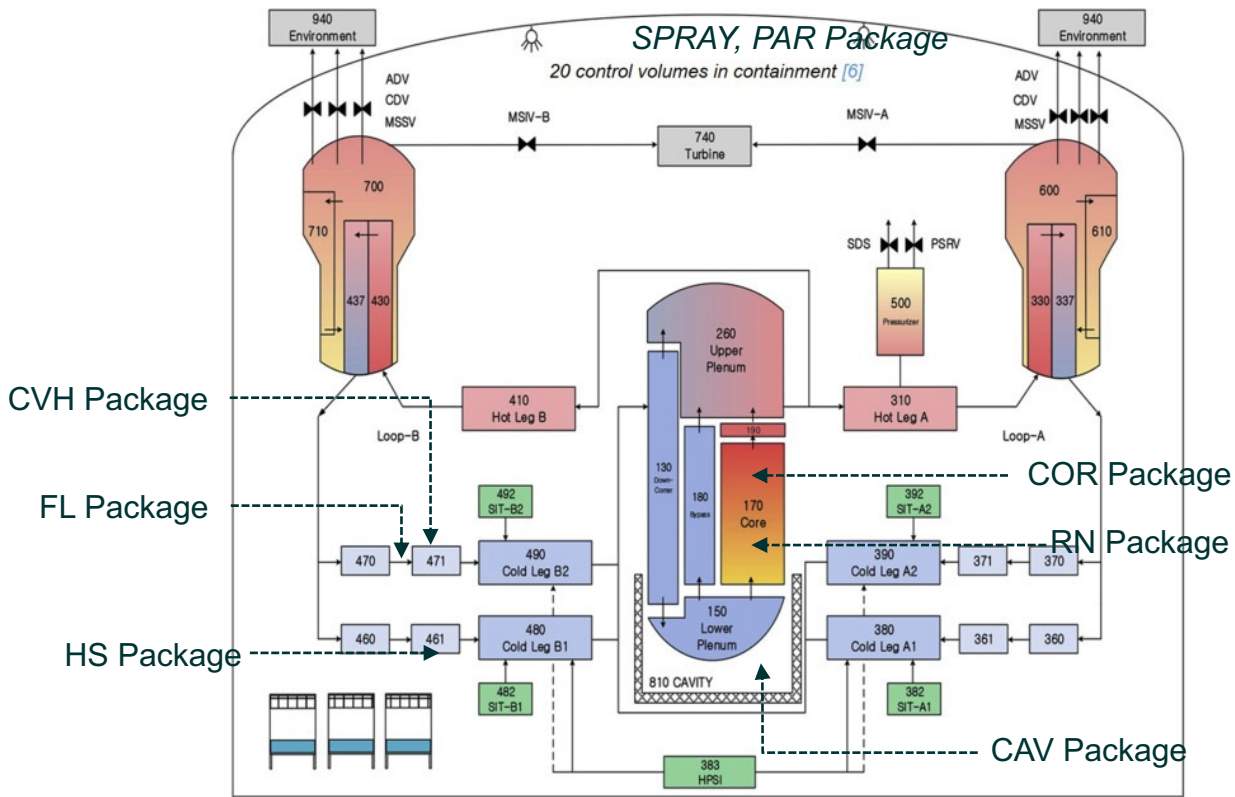 940
Environment
SPRAY, PAR Package
940
Environment
20 control volumes in containment [6]
ADV
CDV
MSSV
MSIV-B
740
Turbine
MSIV-A
ADV
CDV
MSSV
700
710
437
430
600
610
330
337
SDS
PSRV
500
Pressurizer
260
Upper
Plenum
CVH Package
410
Hot Leg B
310
Hot Leg A
190
Loop-B
Loop-A
130
Down-
Comer
180
Bypass
170
Core
COR Package
FL Package
492
SIT-B2
392
SIT-A2
RN Package
470
471
490
Cold Leg B2
390
Cold Leg A2
371
370
150
Lower
Plenum
HS Package
460
461
480
Cold Leg B1
380
Cold Leg A1
361
360
810 CAVITY
482
SIT-B1
382
SIT-A1
CAV Package
383
HPSI